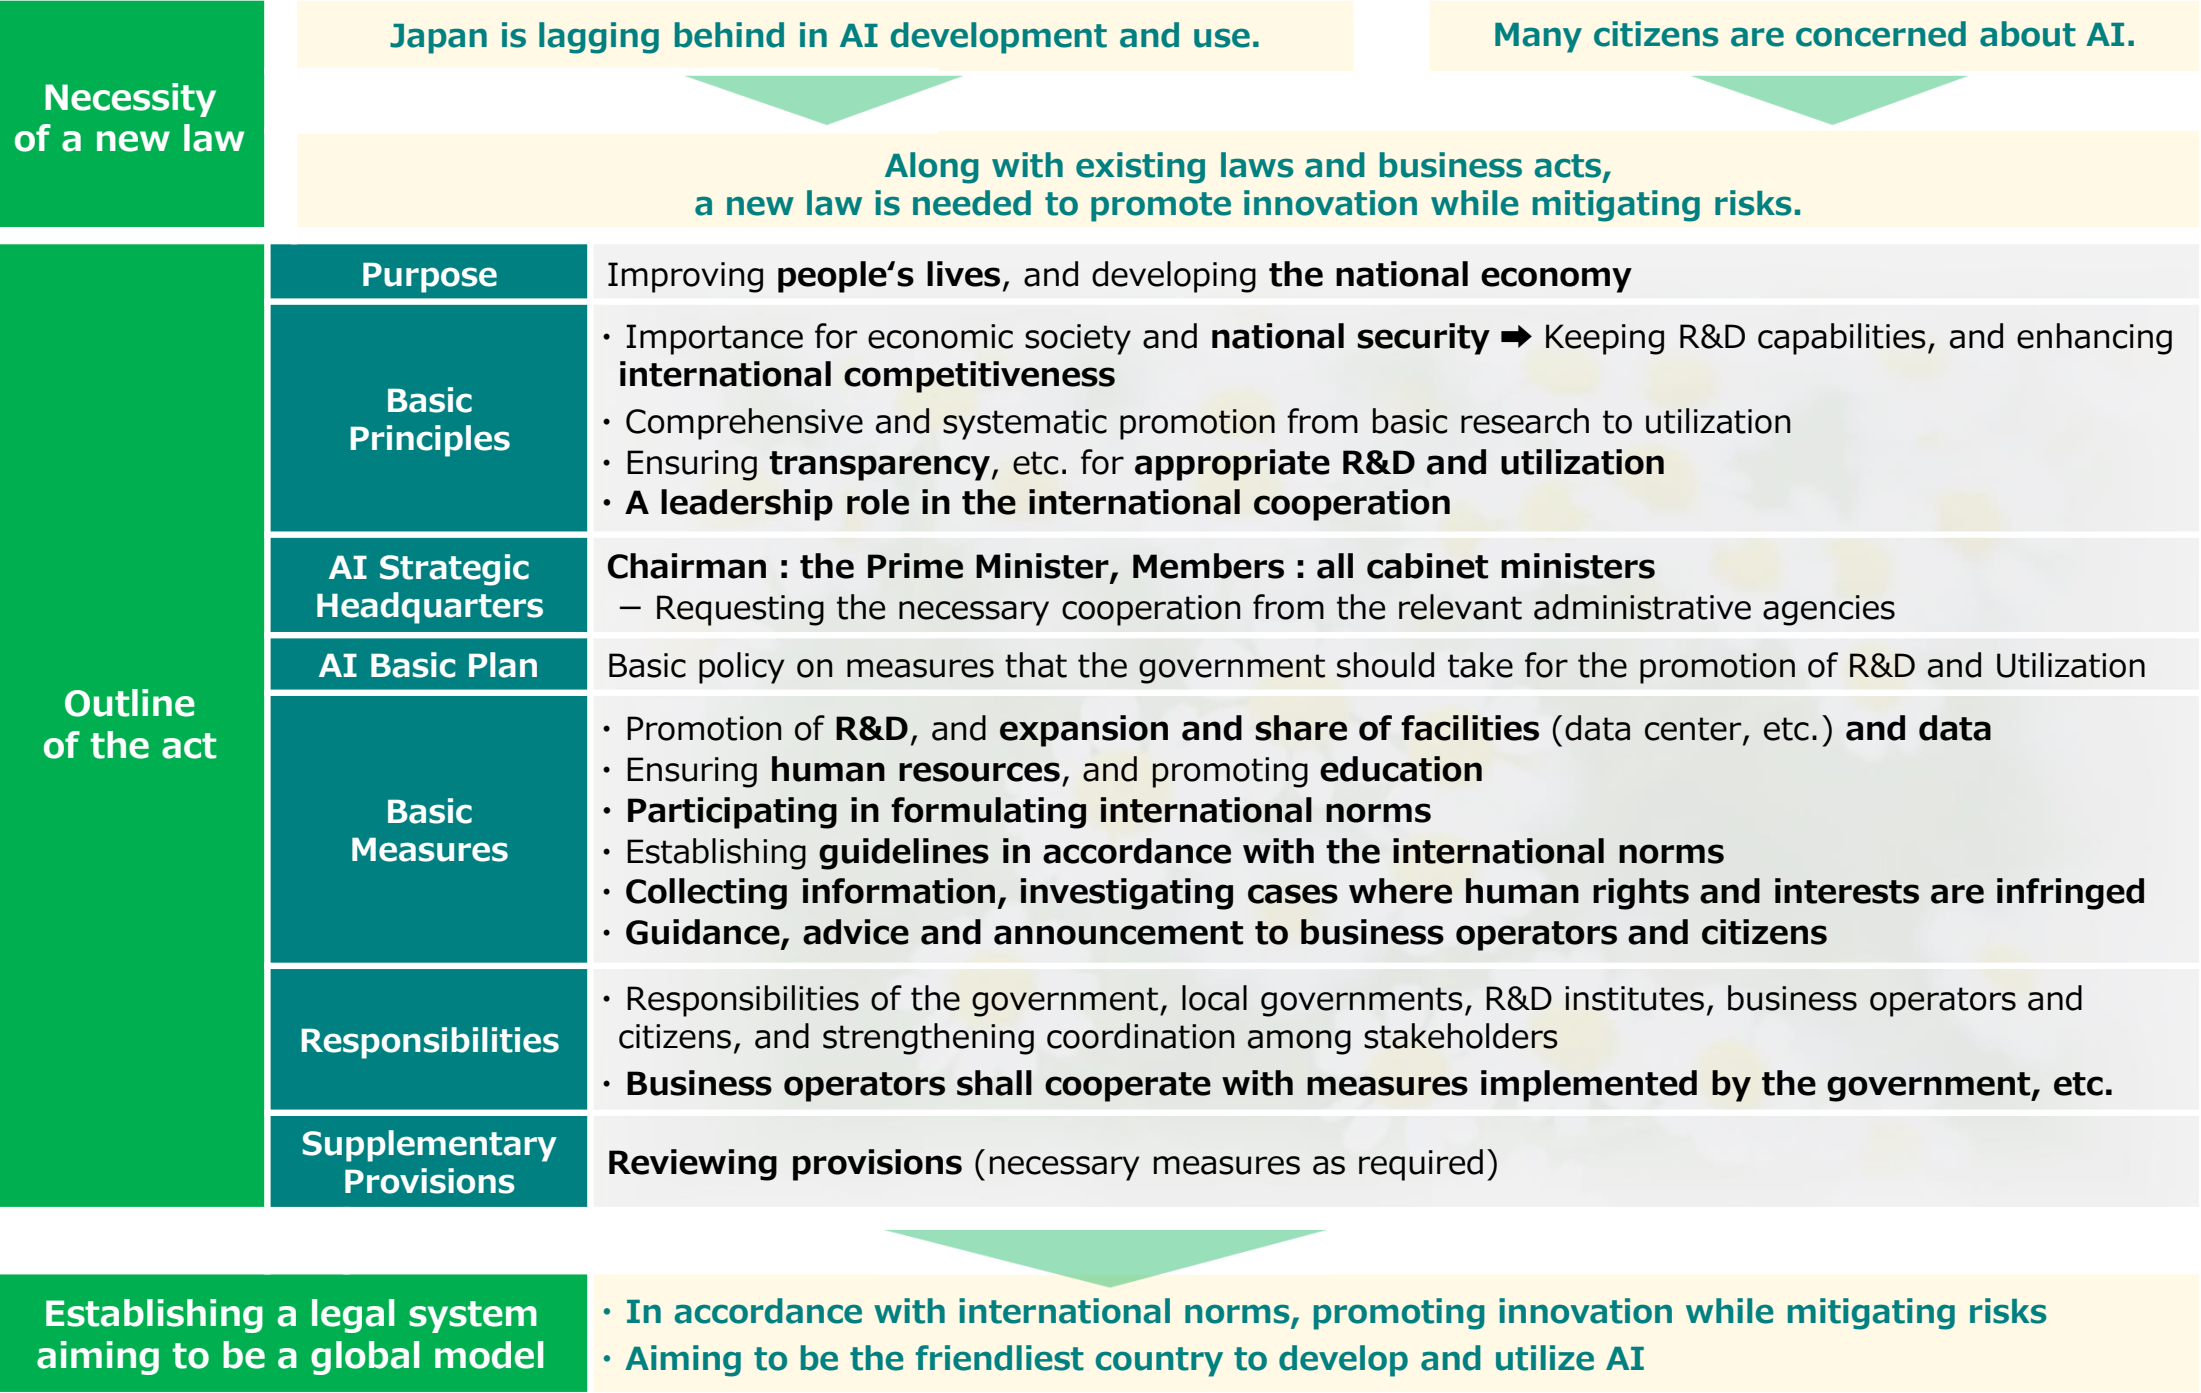 Necessity
of a new law
Japan is lagging behind in AI development and use.
Many citizens are concerned about AI.
Along with existing laws and business acts,
a new law is needed to promote innovation while mitigating risks.
Outline
of the act
Purpose
Improving people‘s lives, and developing the national economy
Basic
Principles
・Importance for economic society and national security ➡ Keeping R&D capabilities, and enhancing
international competitiveness
・Comprehensive and systematic promotion from basic research to utilization
・Ensuring transparency, etc. for appropriate R&D and utilization
・A leadership role in the international cooperation
AI Strategic
Headquarters
Chairman : the Prime Minister, Members : all cabinet ministers
− Requesting the necessary cooperation from the relevant administrative agencies
AI Basic Plan
Basic policy on measures that the government should take for the promotion of R&D and Utilization
Basic
Measures
・Promotion of R&D, and expansion and share of facilities (data center, etc.) and data
・Ensuring human resources, and promoting education
・Participating in formulating international norms
・Establishing guidelines in accordance with the international norms
・Collecting information, investigating cases where human rights and interests are infringed
・Guidance, advice and announcement to business operators and citizens
Responsibilities
・Responsibilities of the government, local governments, R&D institutes, business operators and
citizens, and strengthening coordination among stakeholders
・Business operators shall cooperate with measures implemented by the government, etc.
Supplementary
Provisions
Reviewing provisions (necessary measures as required)
Establishing a legal system
aiming to be a global model
・In accordance with international norms, promoting innovation while mitigating risks
・Aiming to be the friendliest country to develop and utilize AI